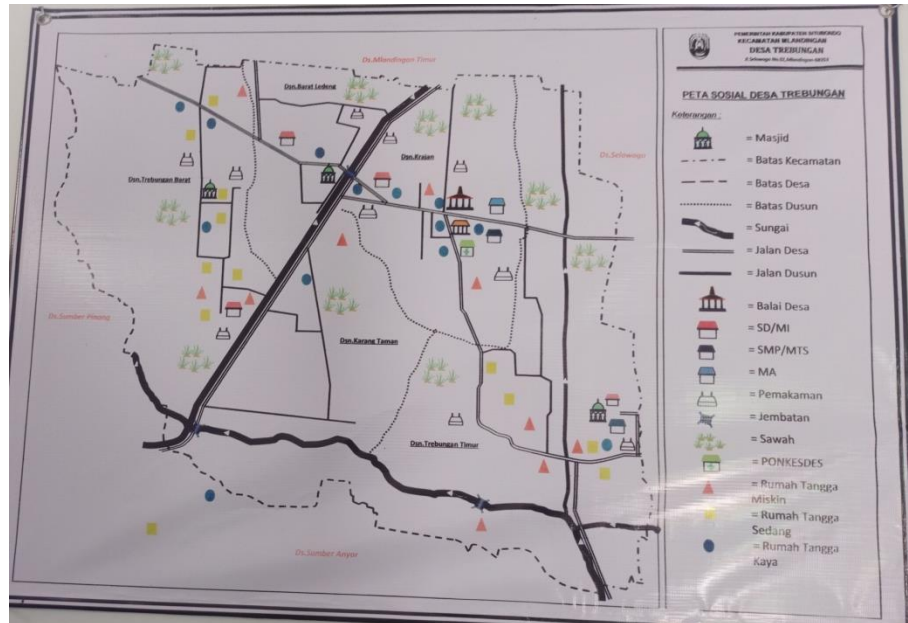 PEMERINTAH KABUPATEN SITUBONDO
KECAMATAN MLANDINGAN
DESA TREBUNGAN
PETA SOSIAL DESA TREBUNGAN
Keterangan :
= Masjid
= Batas Kecamatan
= Batas Desa
= Batas Dusun
= Sungai
= Jalan Desa
= Jalan Dusun
= Balai Desa
= SD/MI
= SMP/MTS
= MA
= Pemakaman
= Jembatan
= Sawah
= PONKESDES
= Rumah Tangga
Miskin
= Rumah Tangga
Sedang
= Rumah Tangga
Kaya
Ds.Mlandingan Timur
Dsn.Barat Ledeng
Dsn.Krajan
Ds.Selowogo
Dsn.Trebungan Barat
Ds.Sumber Pinang
Dsn.Karang Taman
Dsn.Trebungan Timur
Ds.Sumber Anyar